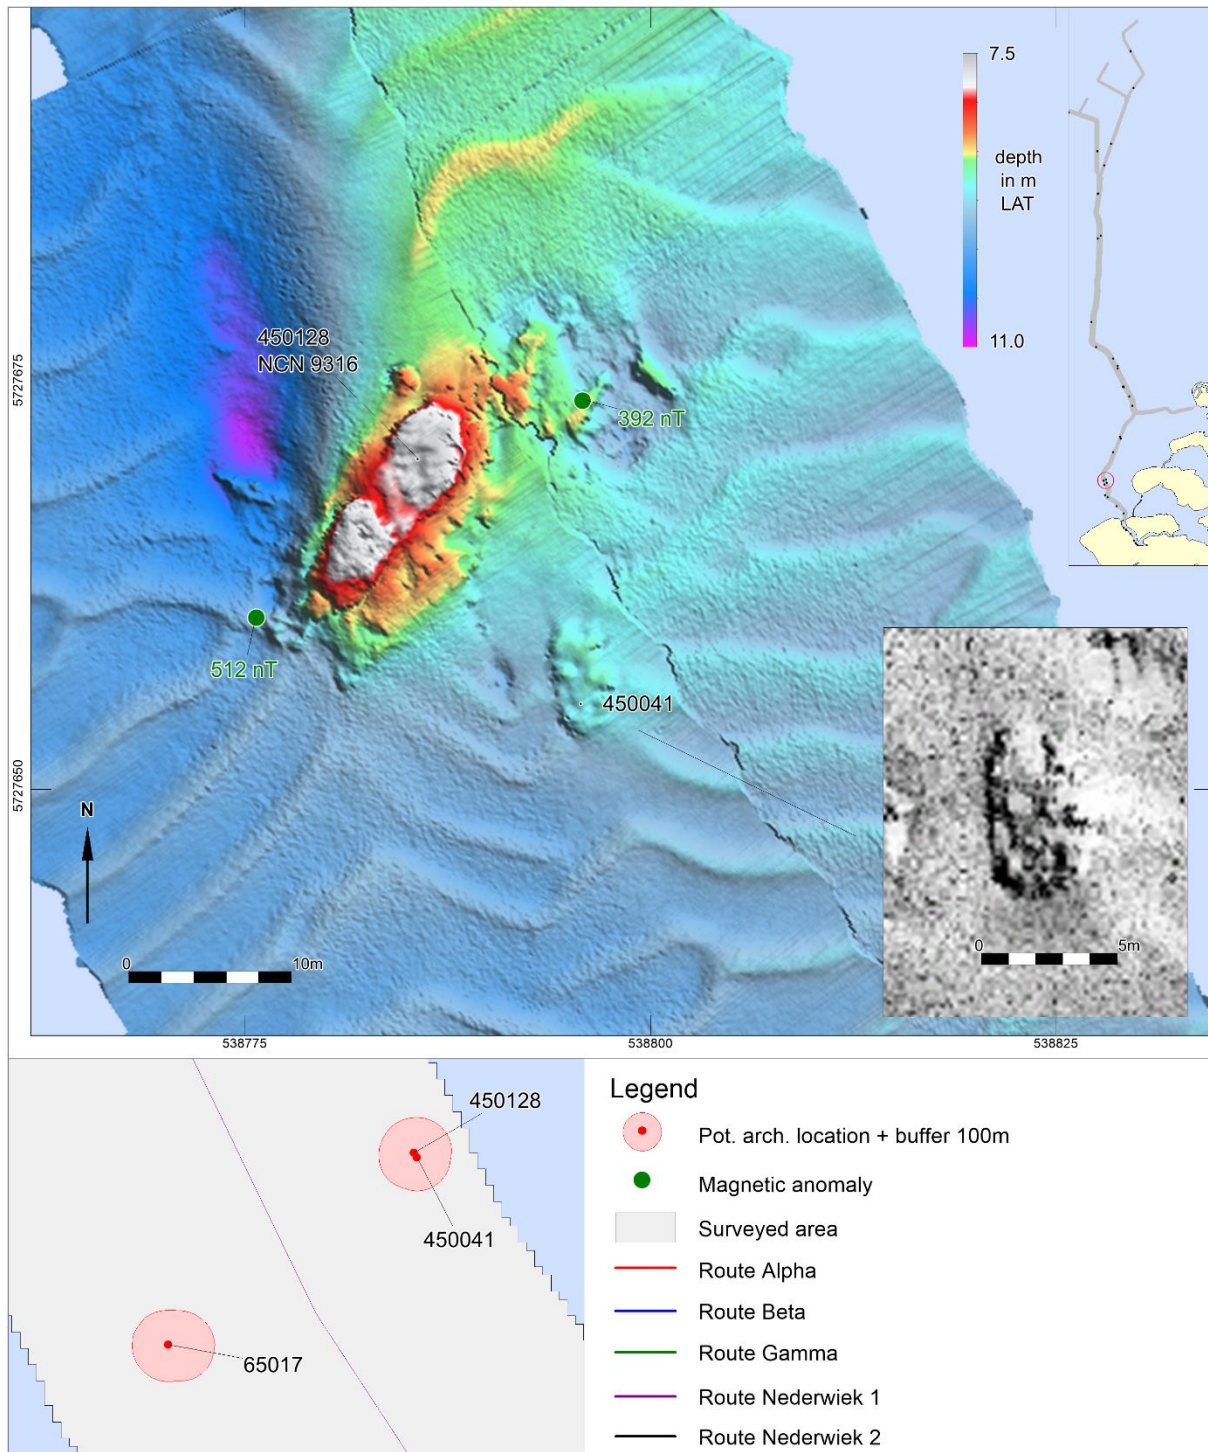 7.5
depth
in m
LAT
11.0
450128
NCN 9316
5727675
392 nT
512 nT
450041
5727650
N
0 10m
0 5m
538775 538800 538825
450128
450041
65017
Legend
Pot. arch. location + buffer 100m
Magnetic anomaly
Surveyed area
Route Alpha
Route Beta
Route Gamma
Route Nederwiek 1
Route Nederwiek 2